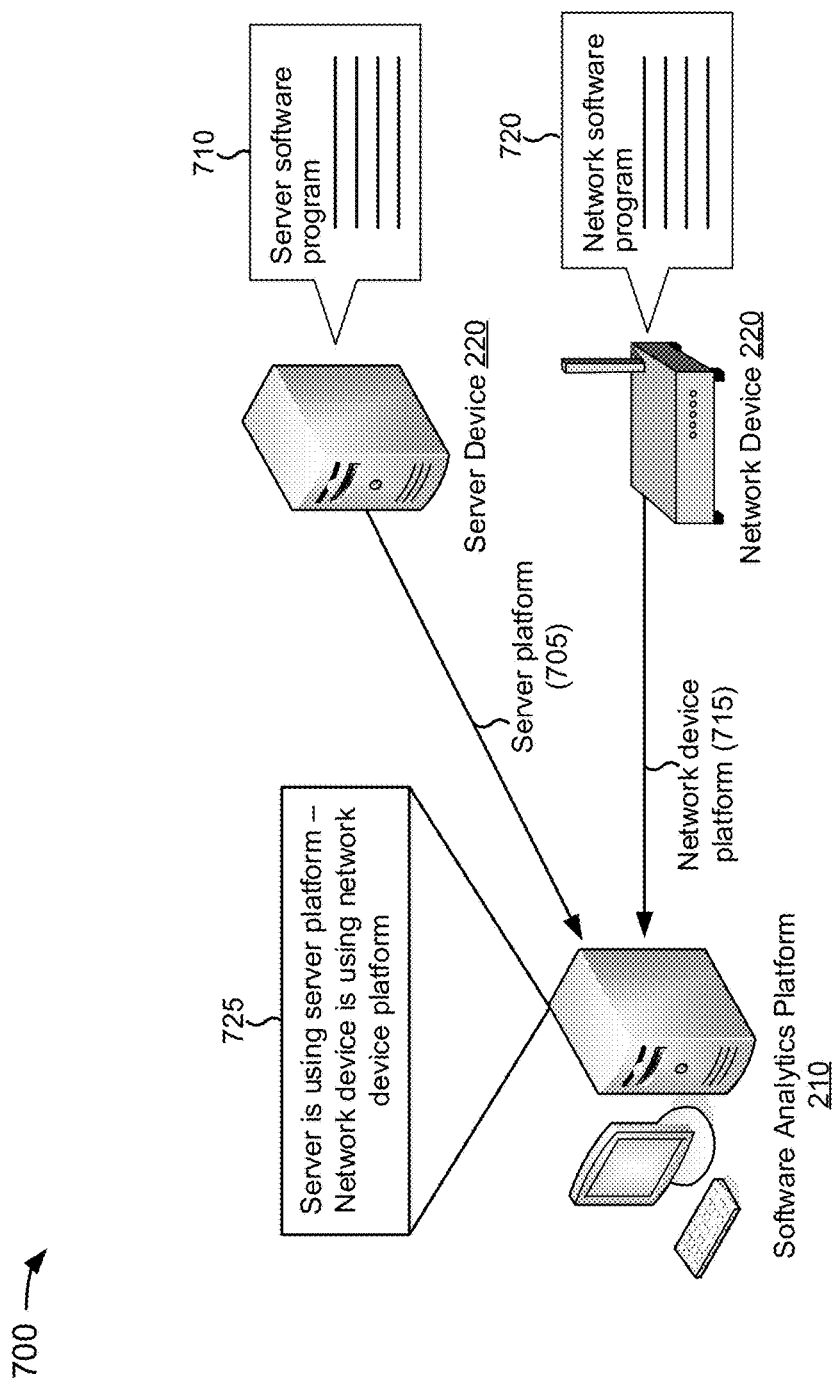 700
725
Server is using server platform –
Network device is using network
device platform
710
Server software
program
Server platform
(705)
Server Device 220
720
Network software
program
Network device
platform (715)
Network Device 220
Software Analytics Platform
210